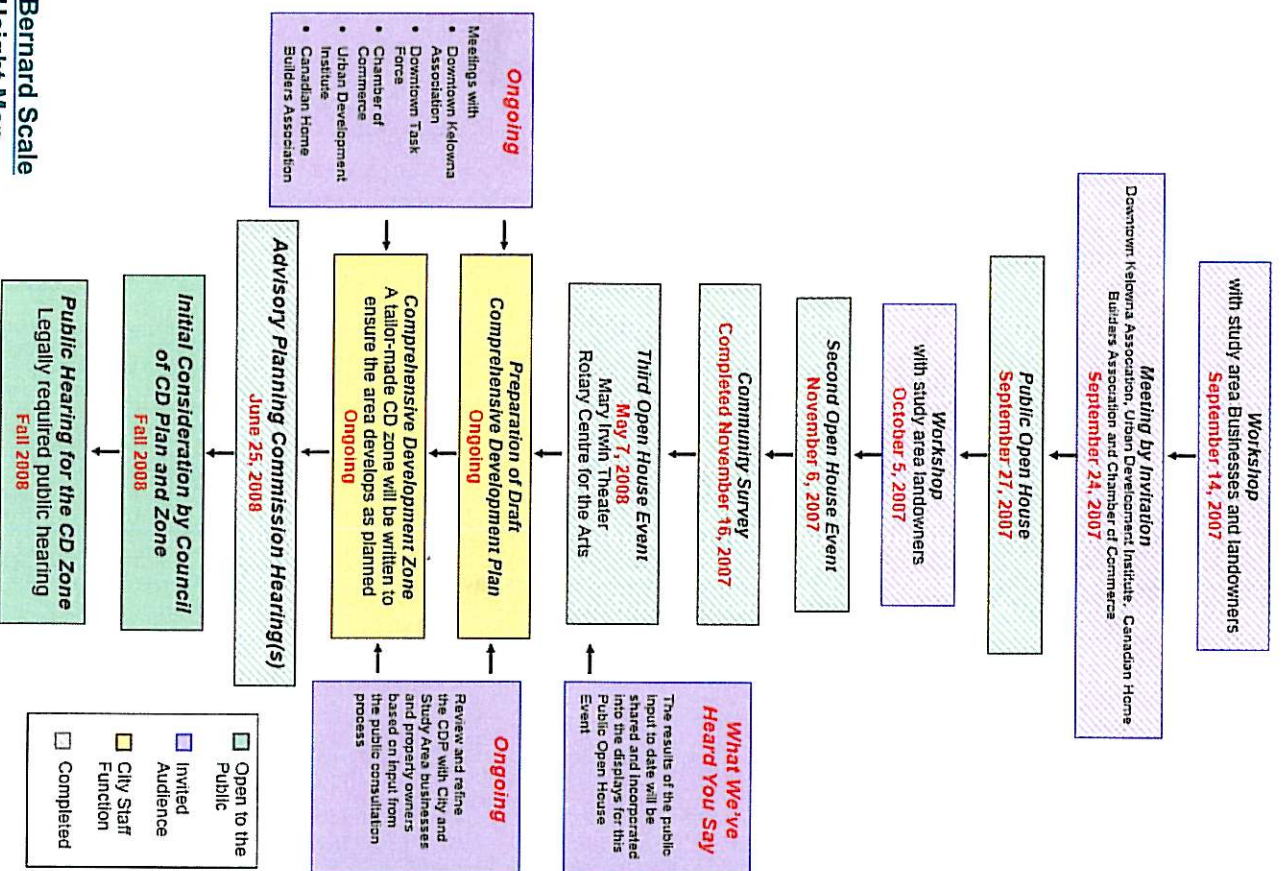 Workshop
with study area Businesses and landowners
September 14, 2007
Meeting by Invitation
Downtown Kelowna Association, Urban Development Institute, Canadian Home
Builders Association and Chamber of Commerce
September 24, 2007
Public Open House
September 27, 2007
Workshop
with study area landowners
October 5, 2007
Second Open House Event
November 6, 2007
Community Survey
Completed November 16, 2007
Third Open House Event
May 7, 2008
Mary Irwin Theater
Rotary Centre for the Arts
What We've
Heard You Say
The results of the public
input to date will be
shared and incorporated
into the displays for this
Public Open House
Event
Ongoing
Meetings with
• Downtown Kelowna
Association
• Downtown Task
Force
• Chamber of
Commerce
• Urban Development
Institute
• Canadian Home
Builders Association
Preparation of Draft
Comprehensive Development Plan
Ongoing
Comprehensive Development Zone
A tailor-made CD zone will be written to
ensure the area develops as planned
Ongoing
Ongoing
Review and refine
the CDP with City and
Study Area businesses
and property owners
based on input from
the public consultation
process
Advisory Planning Commission Hearing(s)
June 25, 2008
Initial Consideration by Council
of CD Plan and Zone
Fall 2008
Public Hearing for the CD Zone
Legally required public hearing
Fall 2008
Open to the
Public
Invited
Audience
City Staff
Function
Completed
Bernard Scale